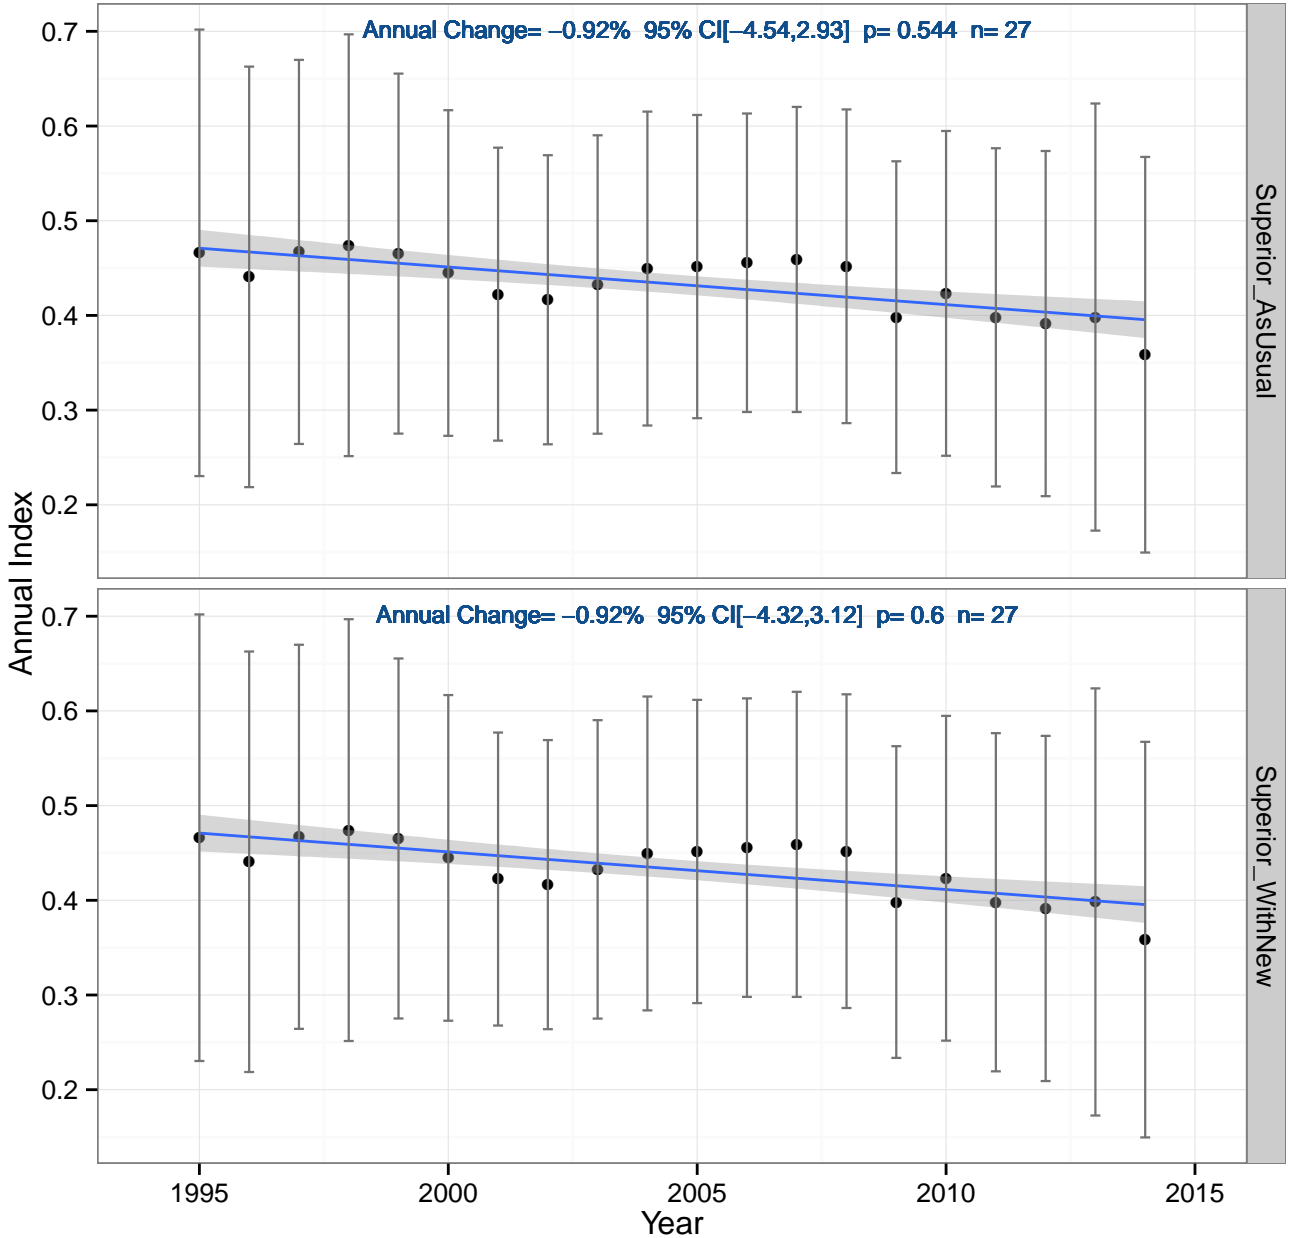 Annual Change= −0.92%  95% CI[−4.54,2.93]  p= 0.544  n= 27
0.7
0.6
0.5
0.4
0.3
0.2
Superior_AsUsual
Annual Index
Annual Change= −0.92%  95% CI[−4.32,3.12]  p= 0.6  n= 27
0.7
0.6
0.5
0.4
0.3
0.2
Superior_WithNew
1995 2000 2005 2010 2015
Year